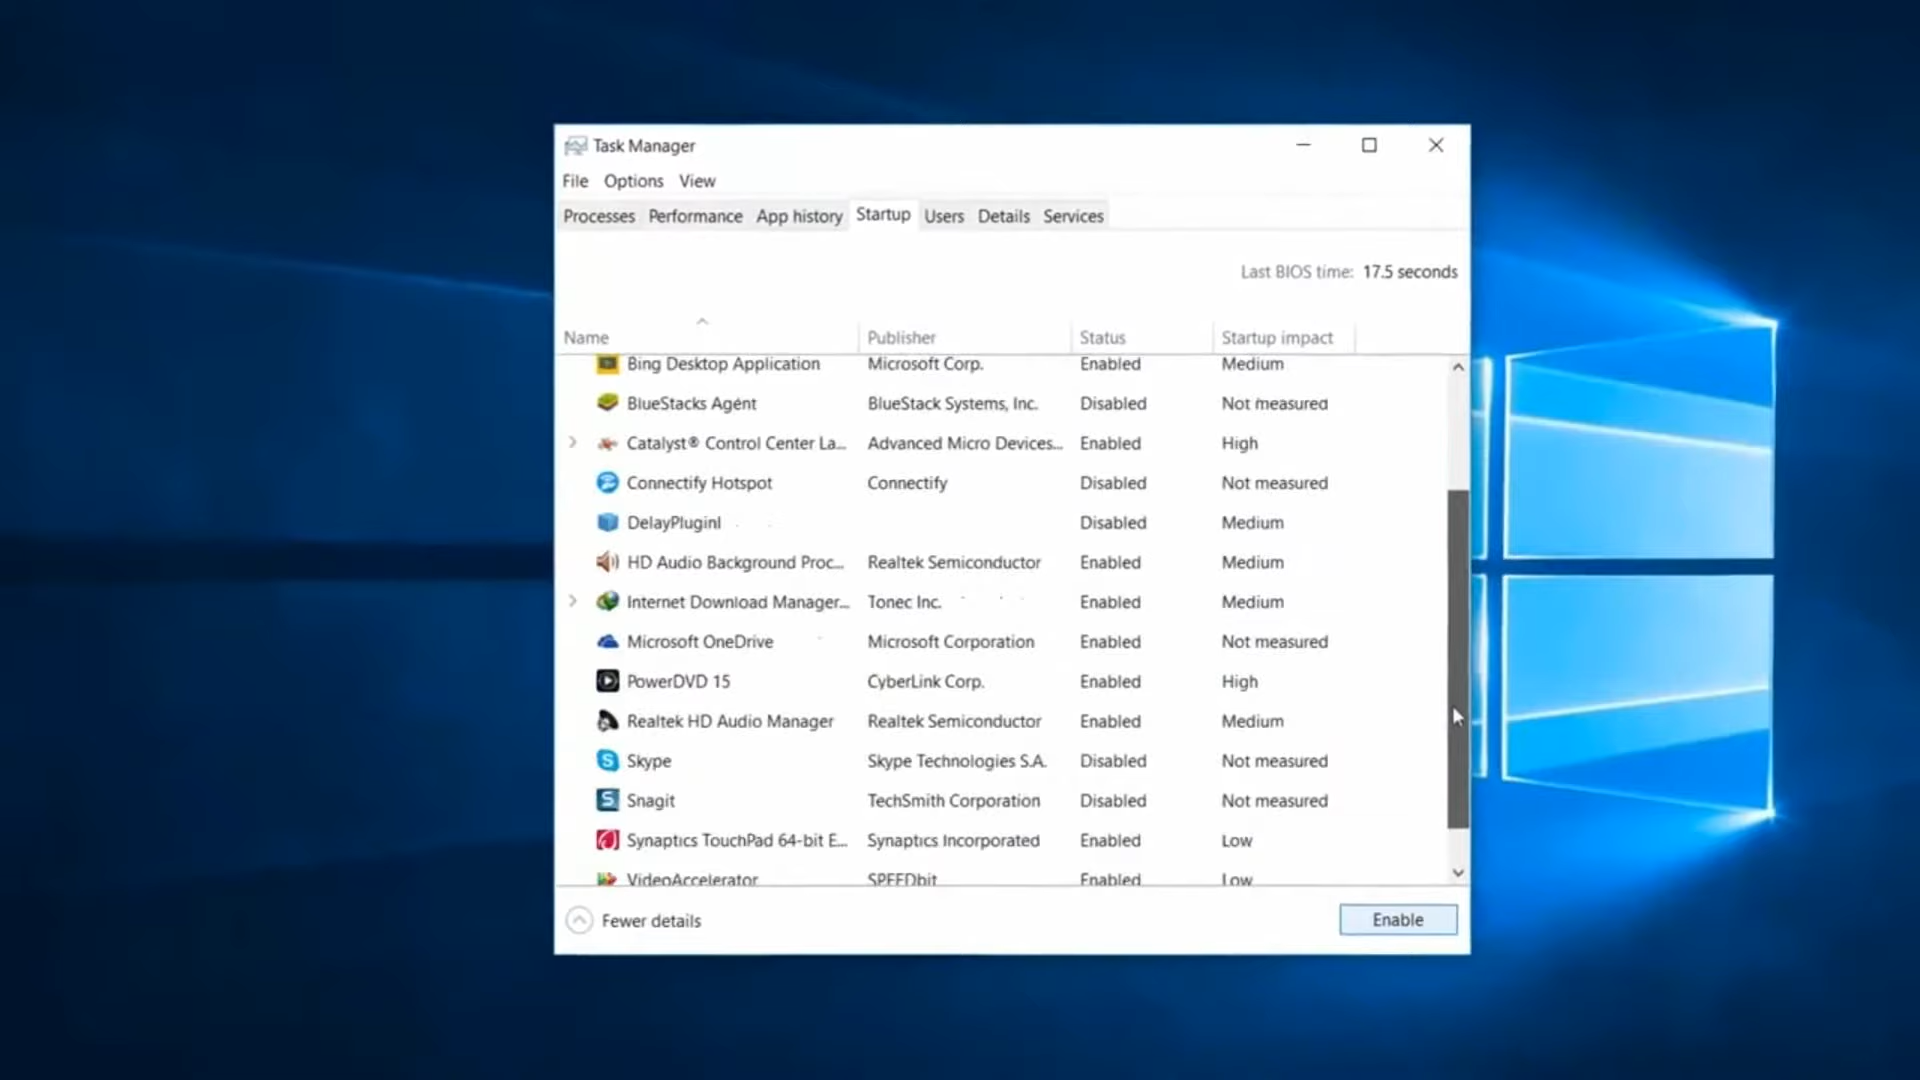 Task Manager
File Options View
Processes Performance App history Startup Users Details Services
Last BIOS time: 17.5 seconds
Name Publisher Status Startup impact
Bing Desktop Application Microsoft Corp. Enabled Medium
BlueStacks Agent BlueStack Systems, Inc. Disabled Not measured
Catalyst® Control Center La... Advanced Micro Devices... Enabled High
Connectify Hotspot Connectify Disabled Not measured
DelayPluginI Disabled Medium
HD Audio Background Proc... Realtek Semiconductor Enabled Medium
Internet Download Manager... Tonec Inc. Enabled Medium
Microsoft OneDrive Microsoft Corporation Enabled Not measured
PowerDVD 15 CyberLink Corp. Enabled High
Realtek HD Audio Manager Realtek Semiconductor Enabled Medium
Skype Skype Technologies S.A. Disabled Not measured
Snagit TechSmith Corporation Disabled Not measured
Synaptics TouchPad 64-bit E... Synaptics Incorporated Enabled Low
VideoAccelerator SPEEDbit Enabled Low
Fewer details Enable